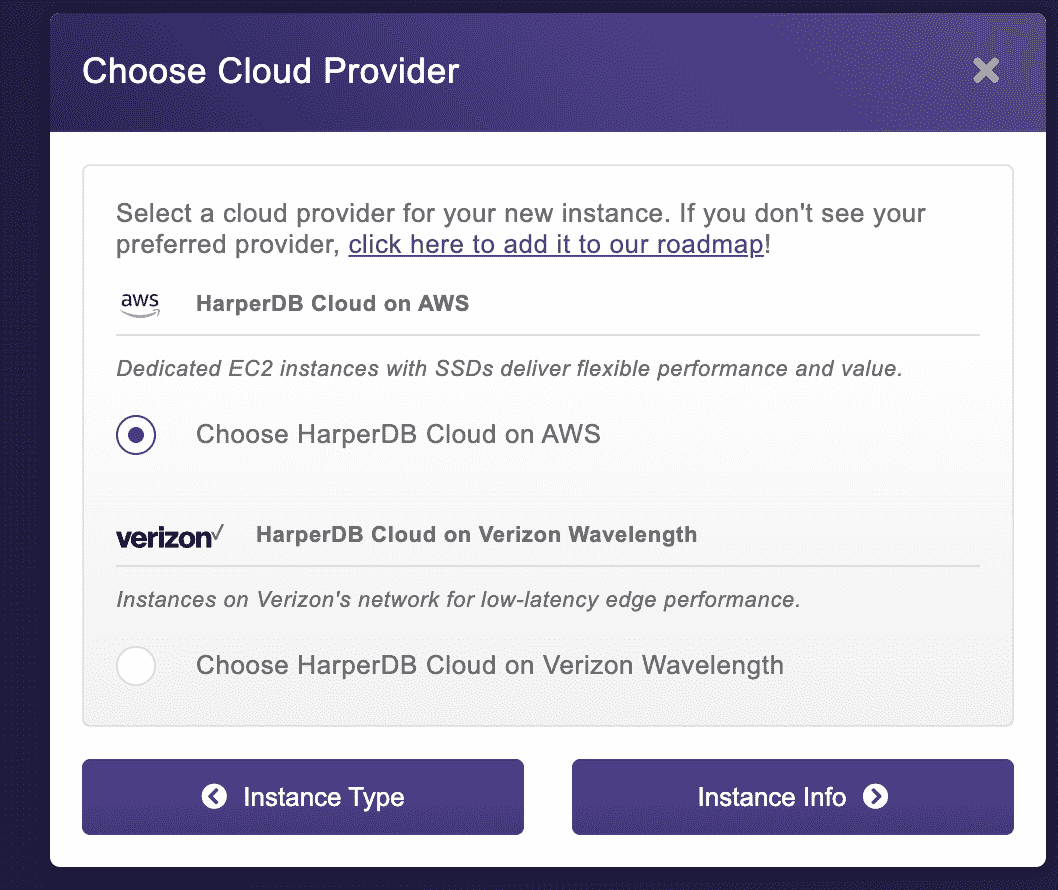 Choose Cloud Provider
Select a cloud provider for your new instance. If you don't see your
preferred provider, click here to add it to our roadmap!
aws HarperDB Cloud on AWS
Dedicated EC2 instances with SSDs deliver flexible performance and value.
Choose HarperDB Cloud on AWS
verizon✓ HarperDB Cloud on Verizon Wavelength
Instances on Verizon's network for low-latency edge performance.
Choose HarperDB Cloud on Verizon Wavelength
Instance Type Instance Info